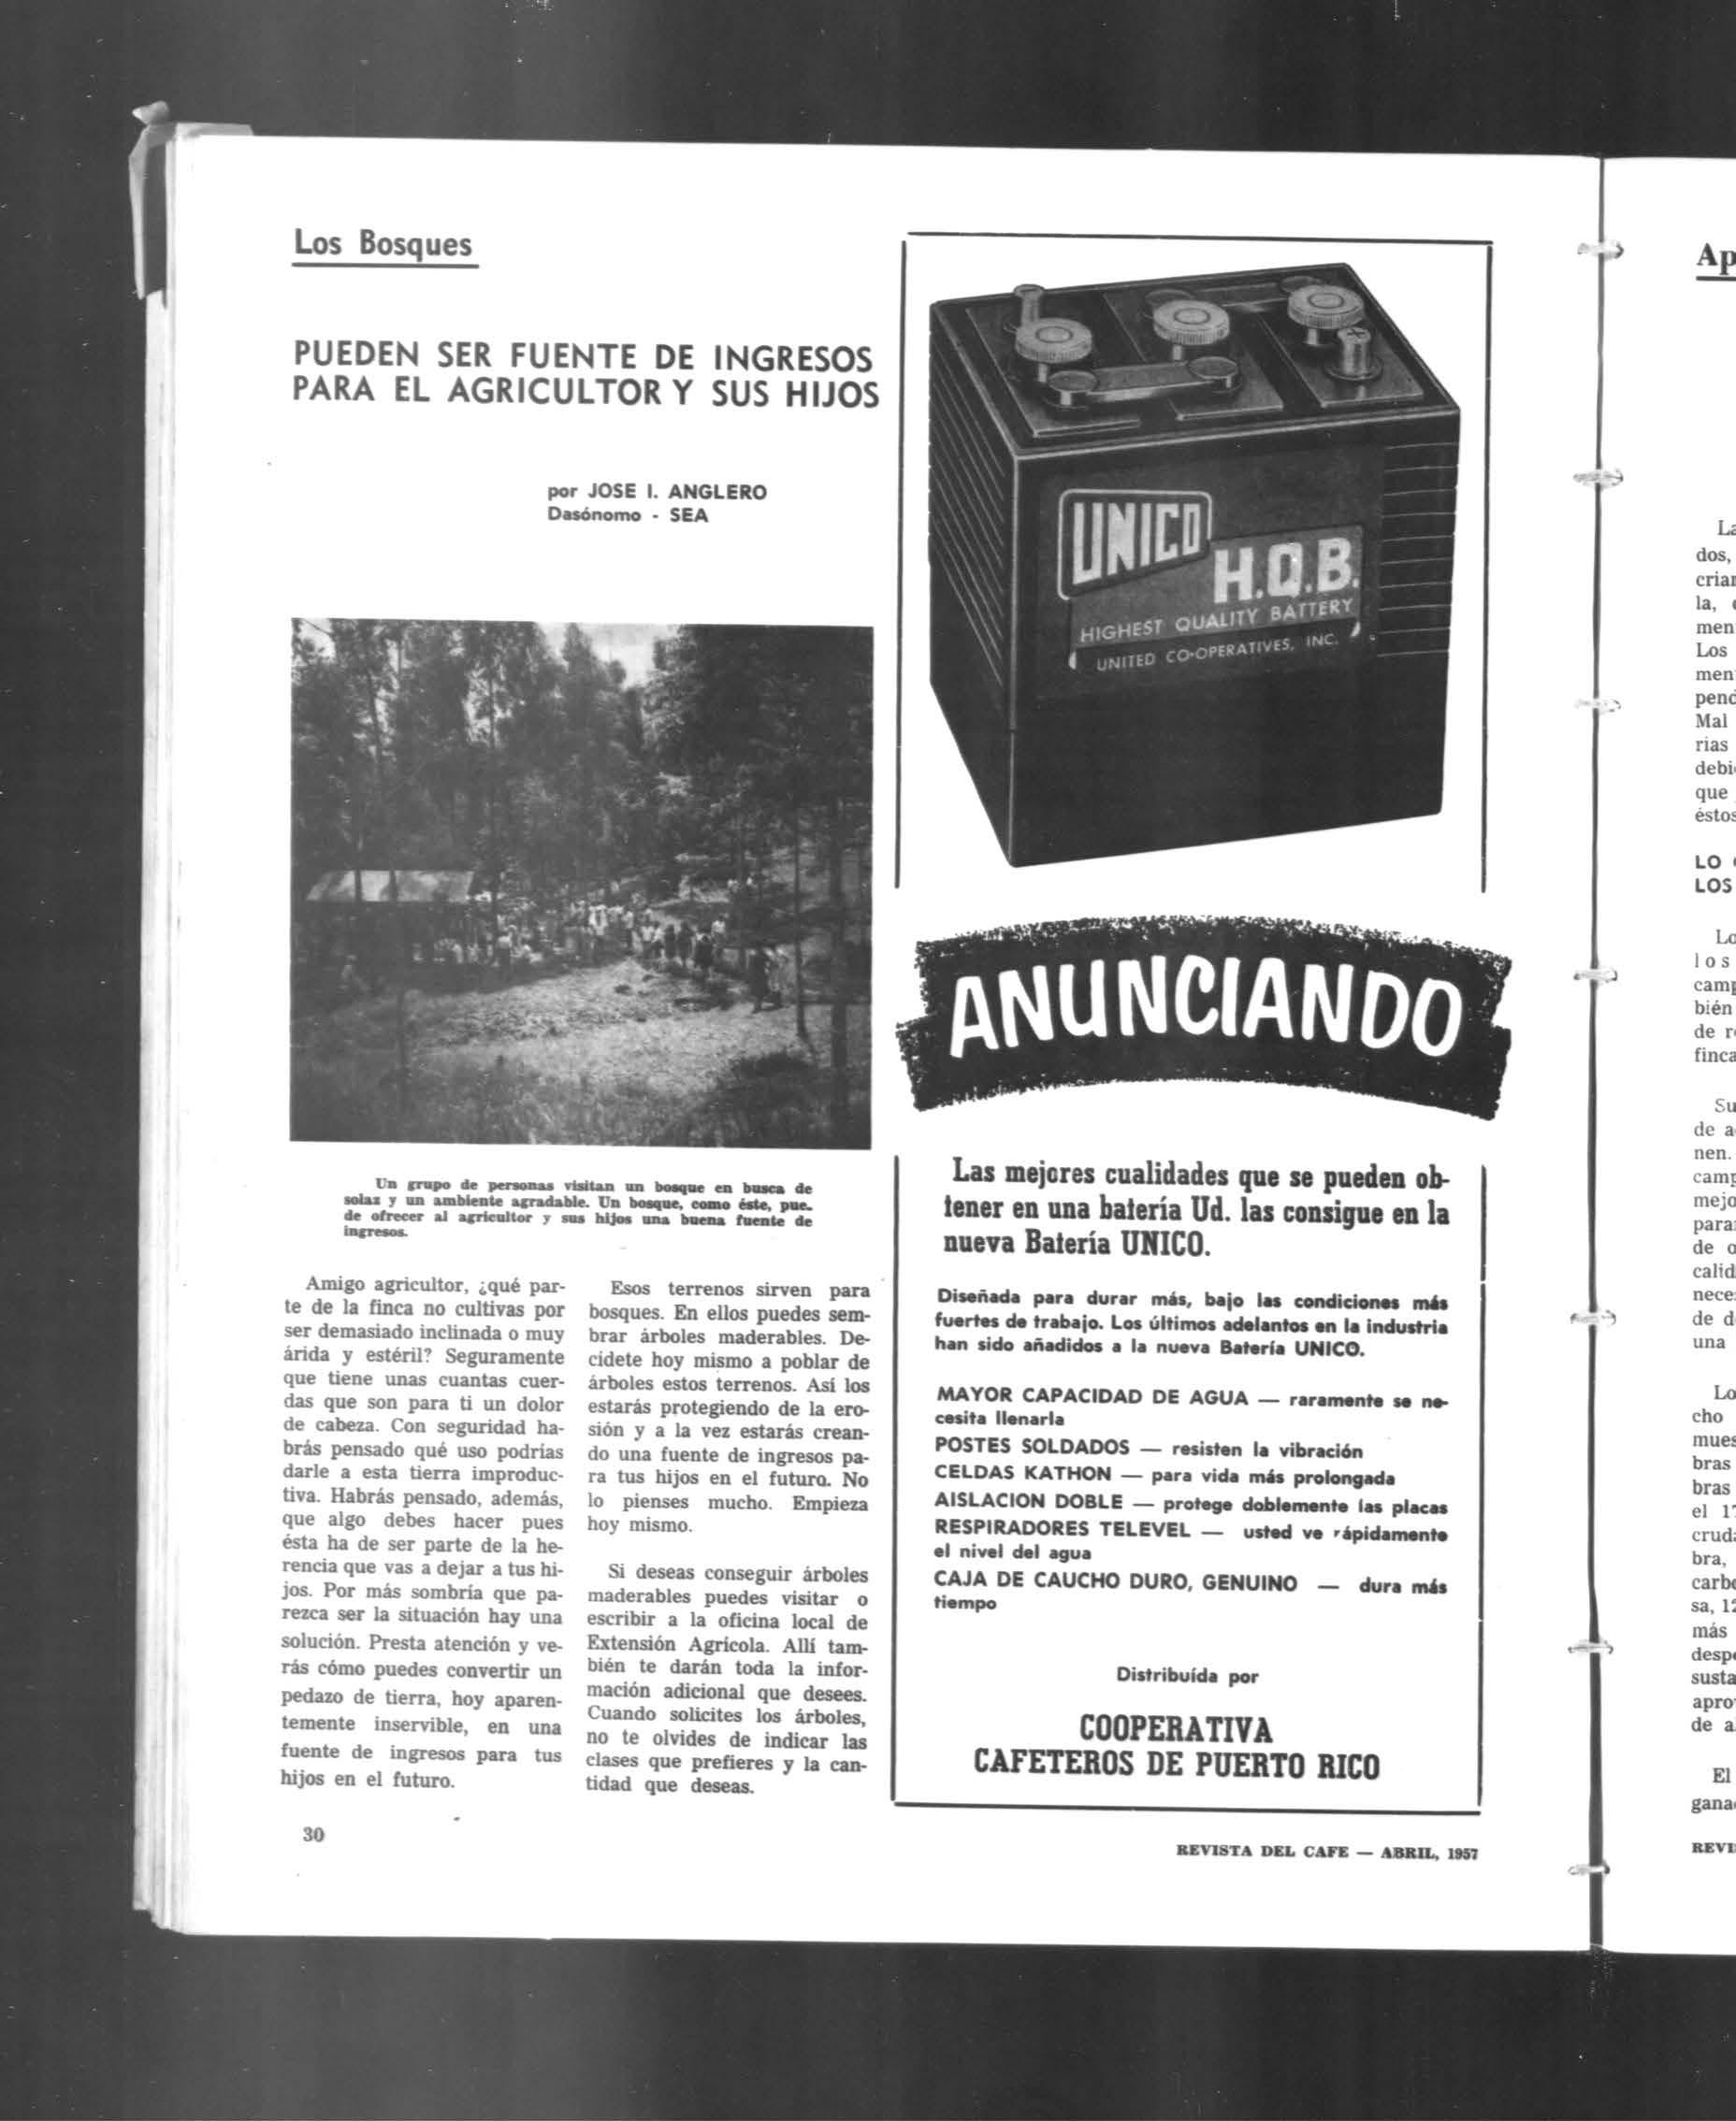 Los Bosques
PUEDEN SER FUENTE DE INGRESOS
PARA EL AGRICULTOR Y SUS HIJOS
por JOSE I. ANGLERO
Dasónomo - SEA
Un grupo de personas visitan un bosque en busca de
solaz y un ambiente agradable. Un bosque, como éste, pue-
de ofrecer al agricultor y sus hijos una buena fuente de
ingresos.
Amigo agricultor, ¿qué par-
te de la finca no cultivas por
ser demasiado inclinada o muy
árida y estéril? Seguramente
que tiene unas cuantas cuer-
das que son para ti un dolor
de cabeza. Con seguridad ha-
brás pensado qué uso podrías
darle a esta tierra improduc-
tiva. Habrás pensado, además,
que algo debes hacer pues
ésta ha de ser parte de la he-
rencia que vas a dejar a tus hi-
jos. Por más sombría que pa-
rezca ser la situación hay una
solución. Presta atención y ve-
rás cómo puedes convertir un
pedazo de tierra, hoy aparen-
temente inservible, en una
fuente de ingresos para tus
hijos en el futuro.
Esos terrenos sirven para
bosques. En ellos puedes sem-
brar árboles maderables. De-
cídete hoy mismo a poblar de
árboles estos terrenos. Así los
estarás protegiendo de la ero-
sión y a la vez estarás crean-
do una fuente de ingresos pa-
ra tus hijos en el futuro. No
lo pienses mucho. Empieza
hoy mismo.
Si deseas conseguir árboles
maderables puedes visitar o
escribir a la oficina local de
Extensión Agrícola. Allí tam-
bién te darán toda la infor-
mación adicional que desees.
Cuando solicites los árboles,
no te olvides de indicar las
clases que prefieres y la can-
tidad que deseas.
30
UNICO
H.Q.B.
HIGHEST QUALITY BATTERY
UNITED CO-OPERATIVES, INC.
ANUNCIANDO
Las mejores cualidades que se pueden ob-
tener en una batería Ud. las consigue en la
nueva Batería UNICO.
Diseñada para durar más, bajo las condiciones más
fuertes de trabajo. Los últimos adelantos en la industria
han sido añadidos a la nueva Batería UNICO.
MAYOR CAPACIDAD DE AGUA — raramente se ne-
cesita llenarla
POSTES SOLDADOS — resisten la vibración
CELDAS KATHON — para vida más prolongada
AISLACION DOBLE — protege doblemente las placas
RESPIRADORES TELEVEL — usted ve rápidamente
el nivel del agua
CAJA DE CAUCHO DURO, GENUINO — dura más
tiempo
Distribuída por
COOPERATIVA
CAFETEROS DE PUERTO RICO
REVISTA DEL CAFE — ABRIL, 1957